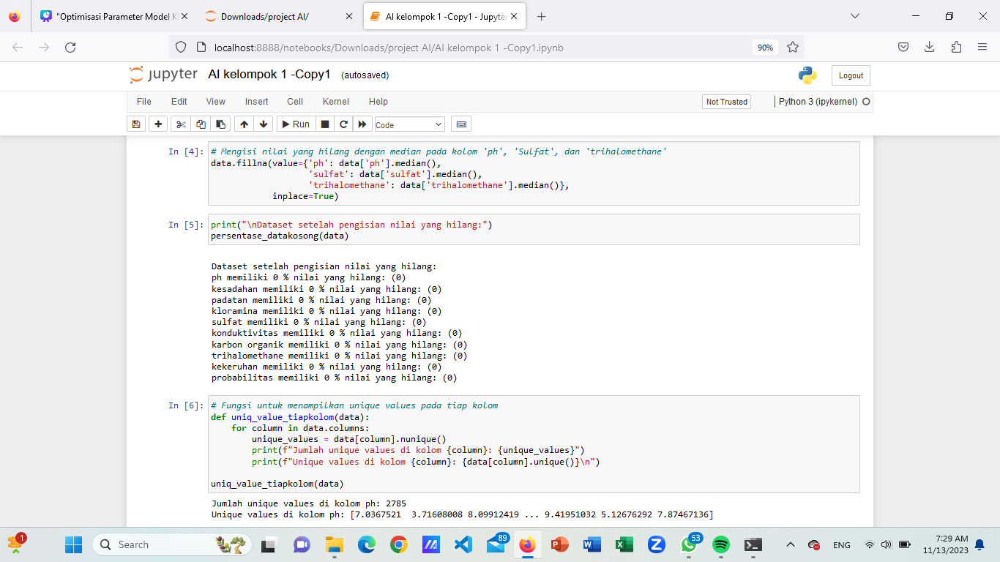 "Optimisasi Parameter Model K
Downloads/project AI/
AI kelompok 1 -Copy1 - Jupyter
localhost:8888/notebooks/Downloads/project AI/AI kelompok 1 -Copy1.ipynb
90%
jupyter AI kelompok 1 -Copy1 (autosaved)
Logout
File Edit View Insert Cell Kernel Help
Not Trusted
Python 3 (ipykernel)
Run
Code
In [4]: # Mengisi nilai yang hilang dengan median pada kolom 'ph', 'Sulfat', dan 'trihalomethane'
data.fillna(value={'ph': data['ph'].median(),
'sulfat': data['sulfat'].median(),
'trihalomethane': data['trihalomethane'].median()},
inplace=True)
In [5]: print("\nDataset setelah pengisian nilai yang hilang:")
persentase_datakosong(data)
Dataset setelah pengisian nilai yang hilang:
ph memiliki 0 % nilai yang hilang: (0)
kesadahan memiliki 0 % nilai yang hilang: (0)
padatan memiliki 0 % nilai yang hilang: (0)
kloramina memiliki 0 % nilai yang hilang: (0)
sulfat memiliki 0 % nilai yang hilang: (0)
konduktivitas memiliki 0 % nilai yang hilang: (0)
karbon organik memiliki 0 % nilai yang hilang: (0)
trihalomethane memiliki 0 % nilai yang hilang: (0)
kekeruhan memiliki 0 % nilai yang hilang: (0)
probabilitas memiliki 0 % nilai yang hilang: (0)
In [6]: # Fungsi untuk menampilkan unique values pada tiap kolom
def uniq_value_tiapkolom(data):
for column in data.columns:
unique_values = data[column].nunique()
print(f"Jumlah unique values di kolom {column}: {unique_values}")
print(f"Unique values di kolom {column}: {data[column].unique()}\n")
uniq_value_tiapkolom(data)
Jumlah unique values di kolom ph: 2785
Unique values di kolom ph: [7.0367521  3.71608008 8.09912419 ... 9.41951032 5.12676292 7.87467136]
1
Search
89
53
ENG
7:29 AM
11/13/2023